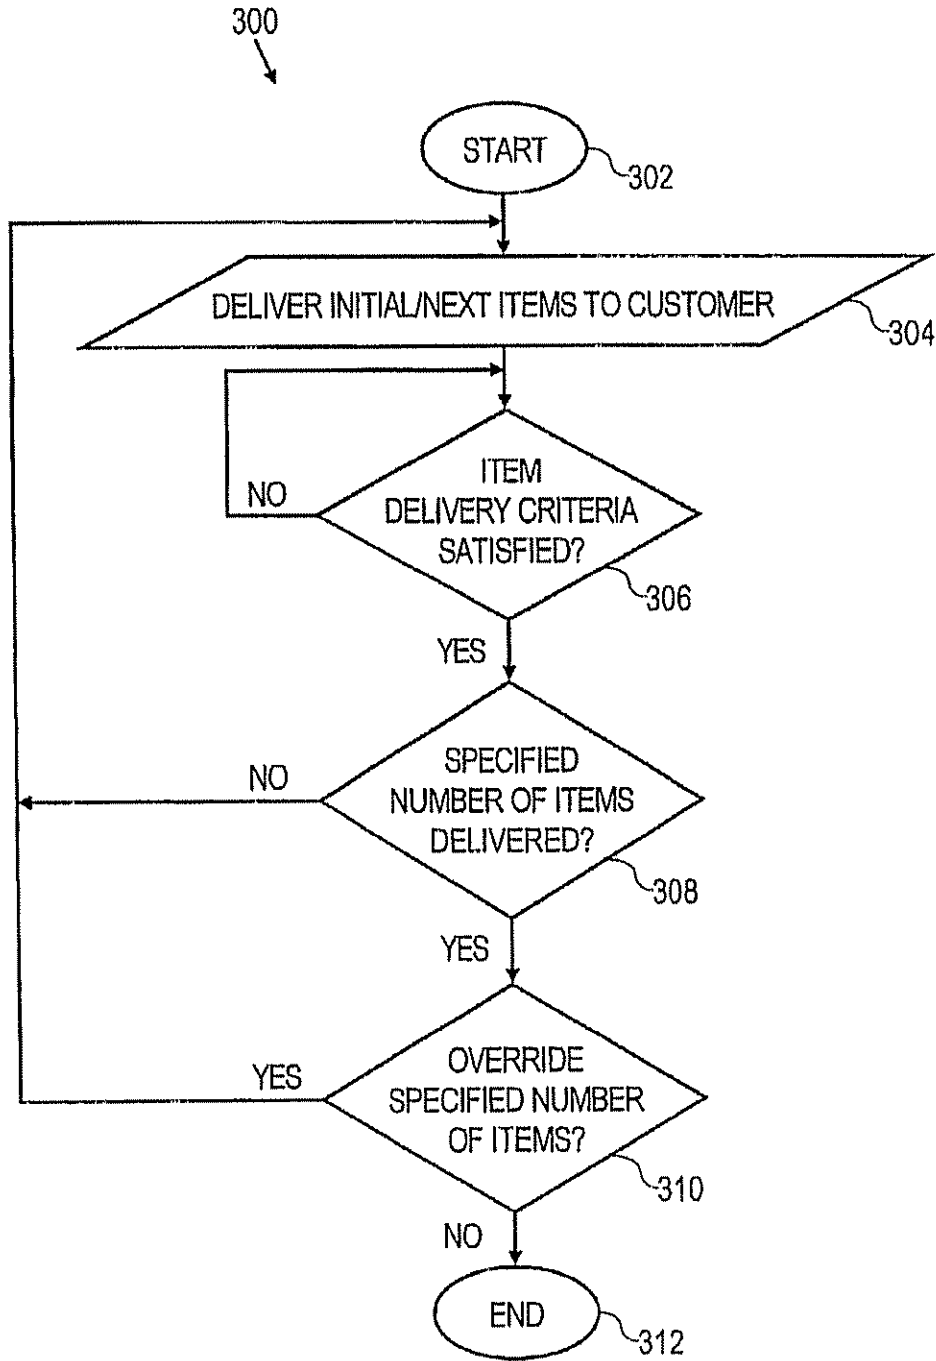 300
START
302
DELIVER INITIAL/NEXT ITEMS TO CUSTOMER
304
ITEM
DELIVERY CRITERIA
SATISFIED?
NO
306
YES
SPECIFIED
NUMBER OF ITEMS
DELIVERED?
NO
308
YES
OVERRIDE
SPECIFIED NUMBER
OF ITEMS?
YES
310
NO
END
312